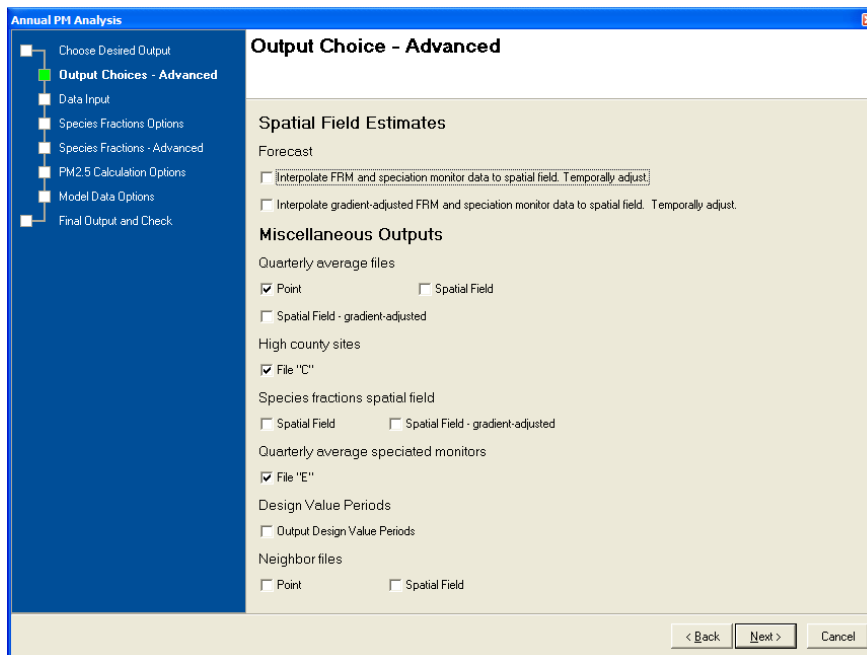 Annual PM Analysis
Choose Desired Output
Output Choices - Advanced
Data Input
Species Fractions Options
Species Fractions - Advanced
PM2.5 Calculation Options
Model Data Options
Final Output and Check
Output Choice - Advanced
Spatial Field Estimates
Forecast
Interpolate FRM and speciation monitor data to spatial field. Temporally adjust.
Interpolate gradient-adjusted FRM and speciation monitor data to spatial field. Temporally adjust.
Miscellaneous Outputs
Quarterly average files
Point Spatial Field
Spatial Field - gradient-adjusted
High county sites
File "C"
Species fractions spatial field
Spatial Field Spatial Field - gradient-adjusted
Quarterly average speciated monitors
File "E"
Design Value Periods
Output Design Value Periods
Neighbor files
Point Spatial Field
< Back Next > Cancel